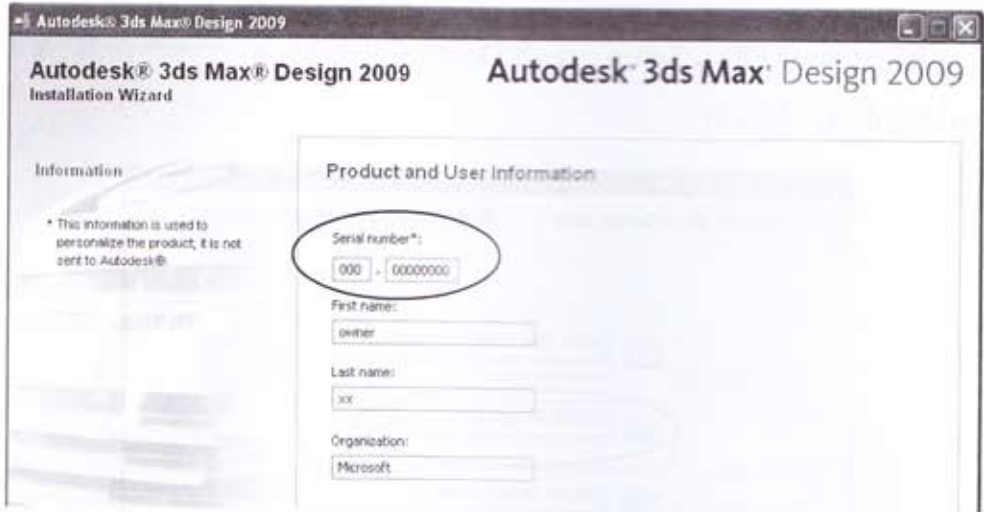 Autodesk® 3ds Max® Design 2009
Autodesk® 3ds Max® Design 2009
Installation Wizard
Autodesk® 3ds Max® Design 2009
Information
* This information is used to
personalize the product, it is not
sent to Autodesk®.
Product and User Information
Serial number*:
000 - 00000000
First name:
owner
Last name:
xx
Organization:
Microsoft